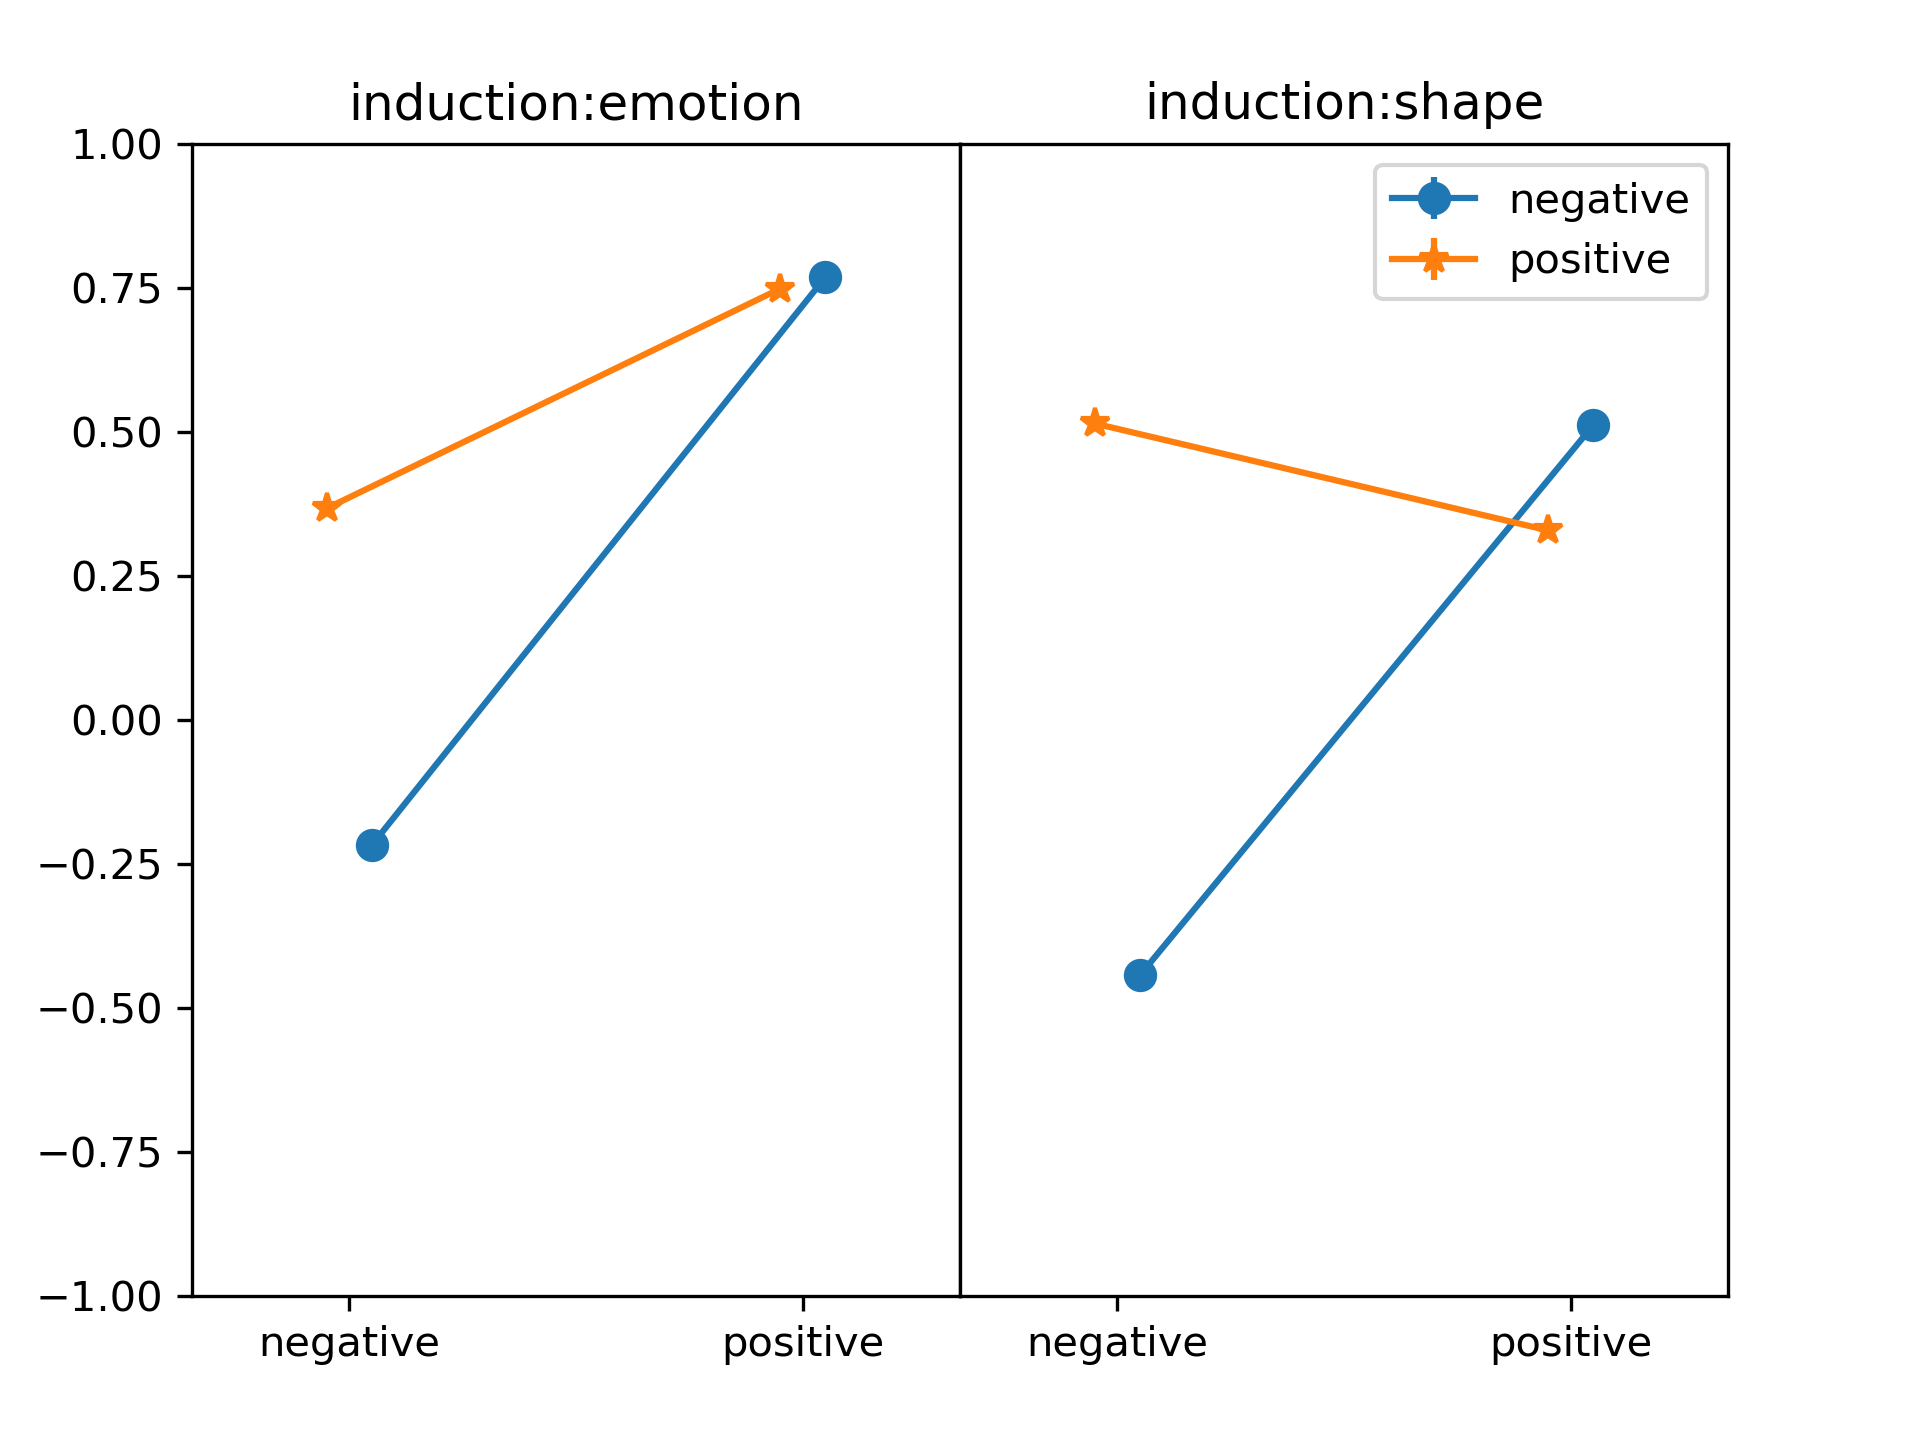 induction:emotion
induction:shape
1.00
0.75
0.50
0.25
0.00
−0.25
−0.50
−0.75
−1.00
negative
positive
negative
positive
negative
positive